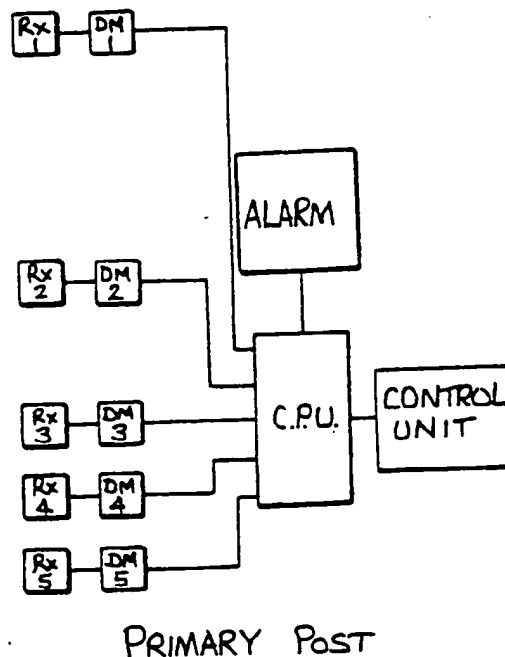 Rx
1
DM
1
ALARM
Rx
2
DM
2
Rx
3
DM
3
C.P.U.
CONTROL
UNIT
Rx
4
DM
4
Rx
5
DM
5
PRIMARY POST